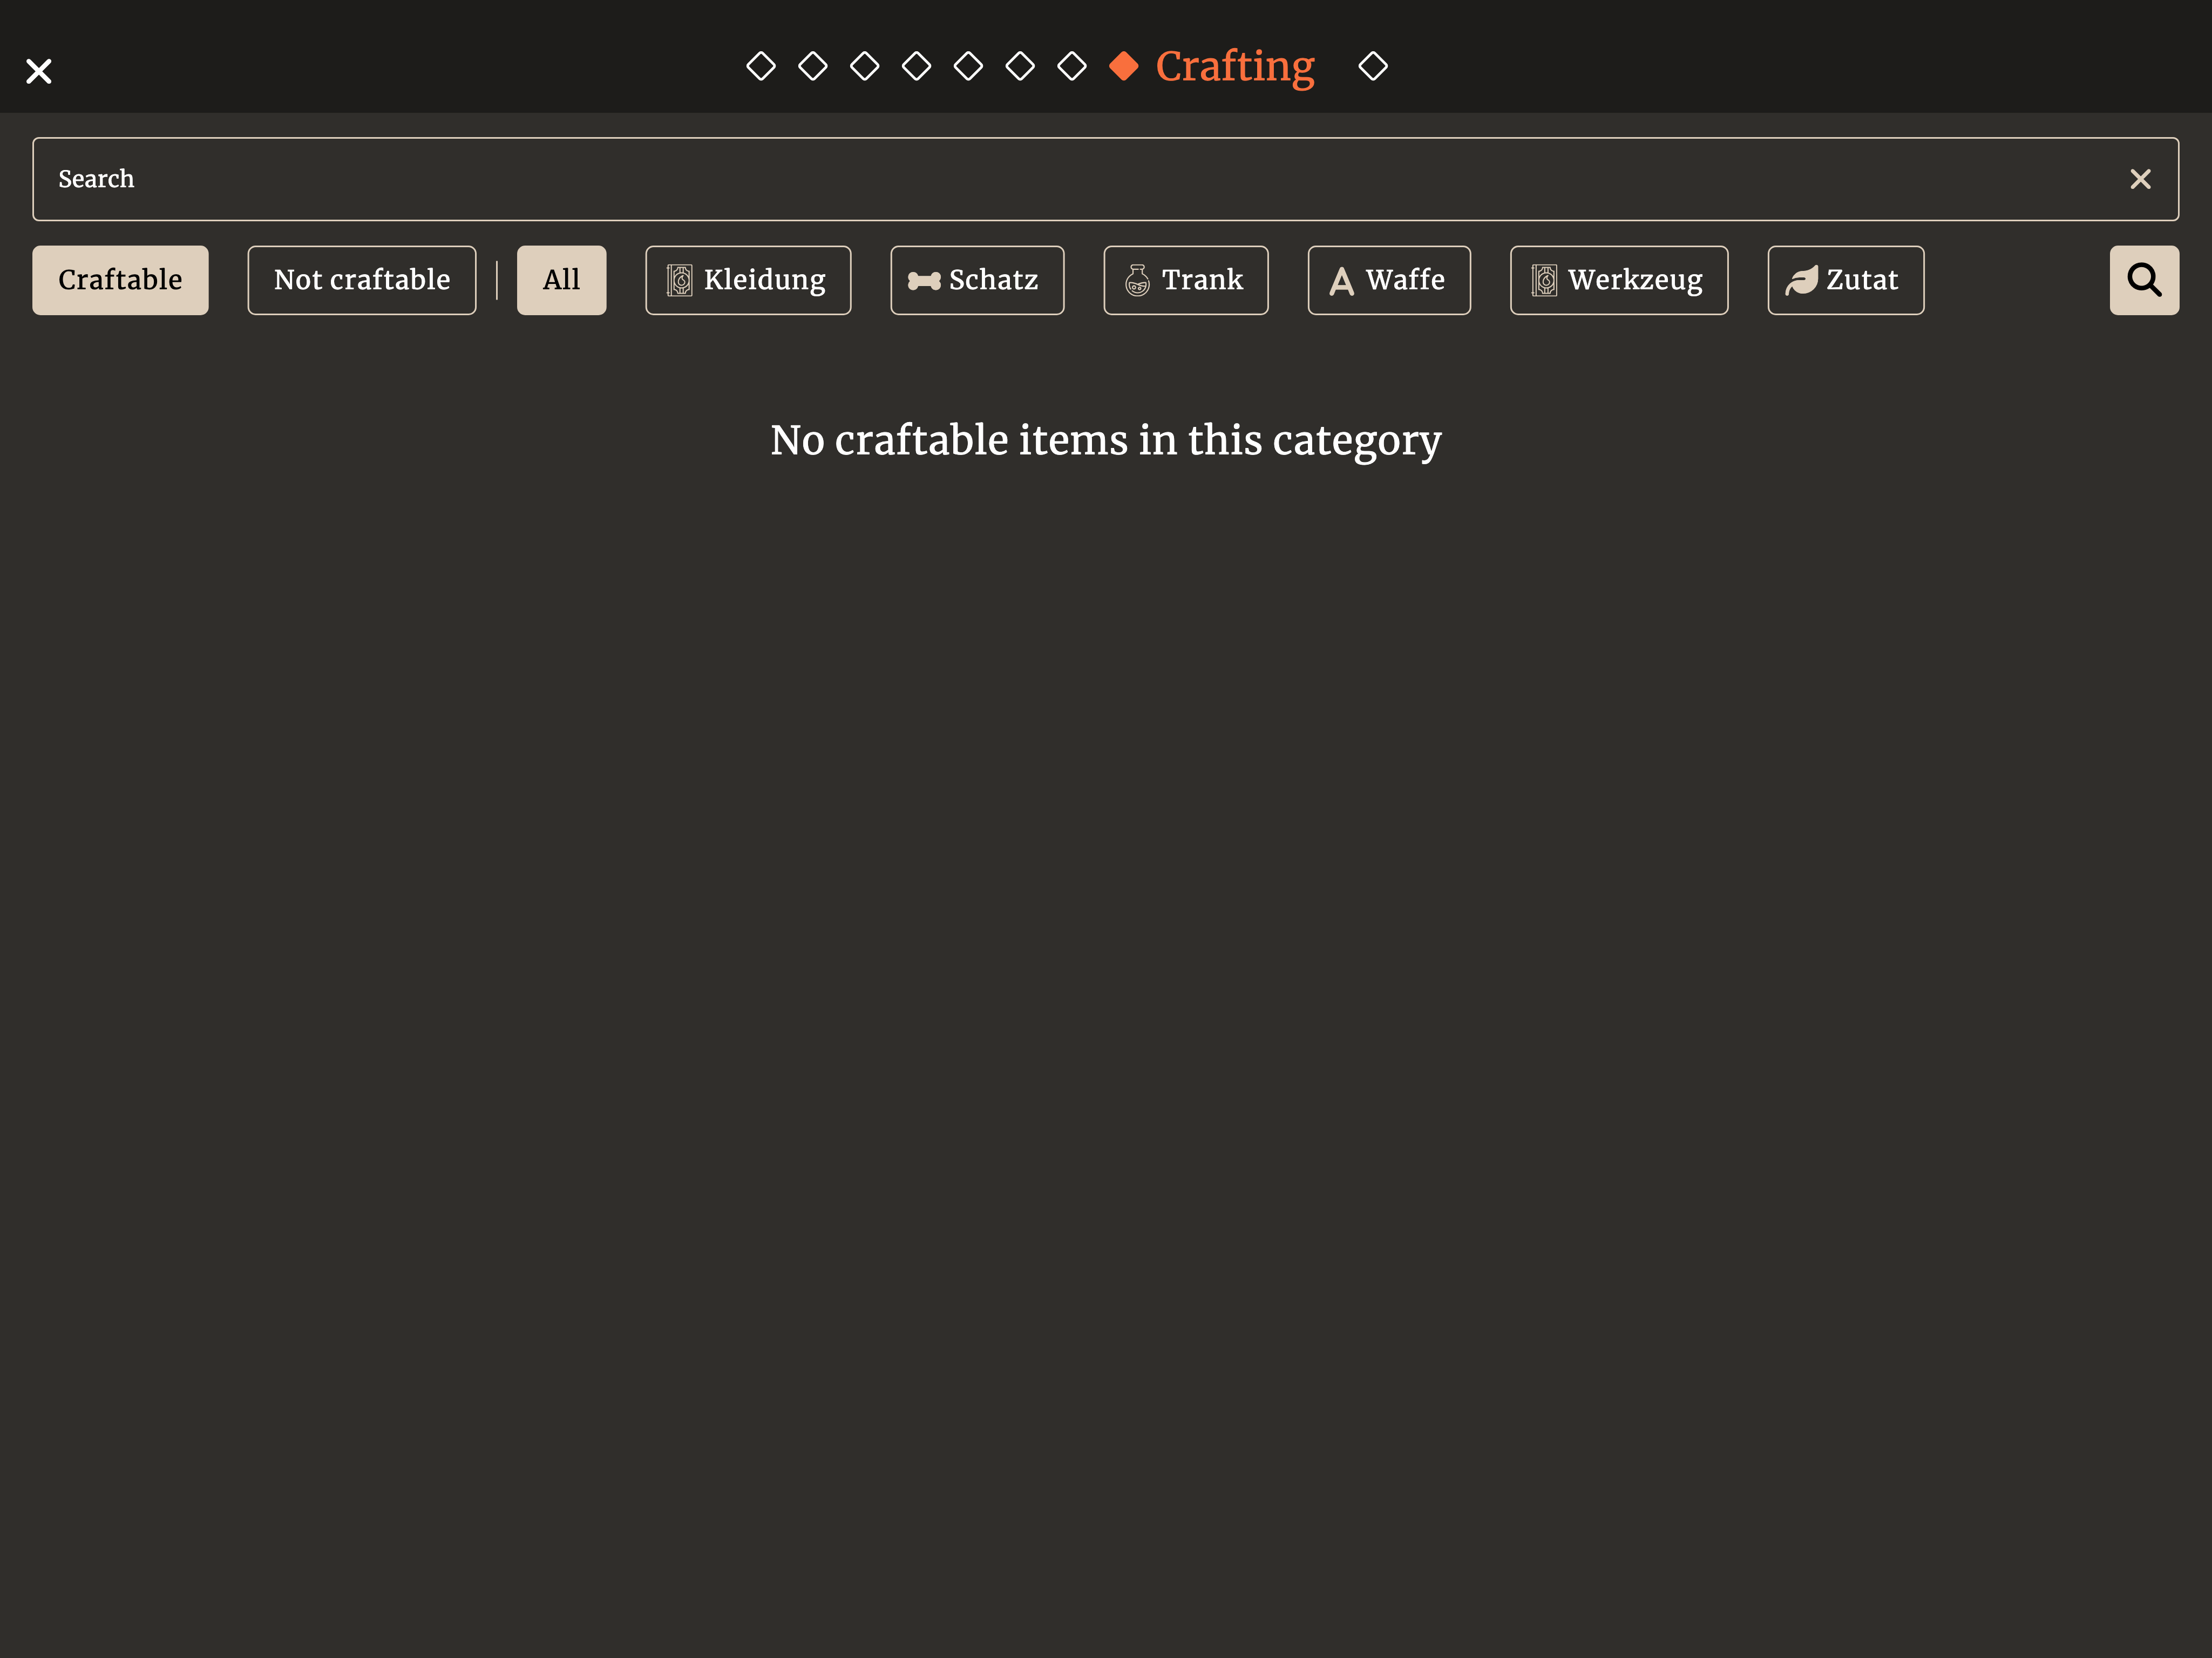 Crafting
Search
Craftable Not craftable All Kleidung Schatz Trank Waffe Werkzeug Zutat
No craftable items in this category